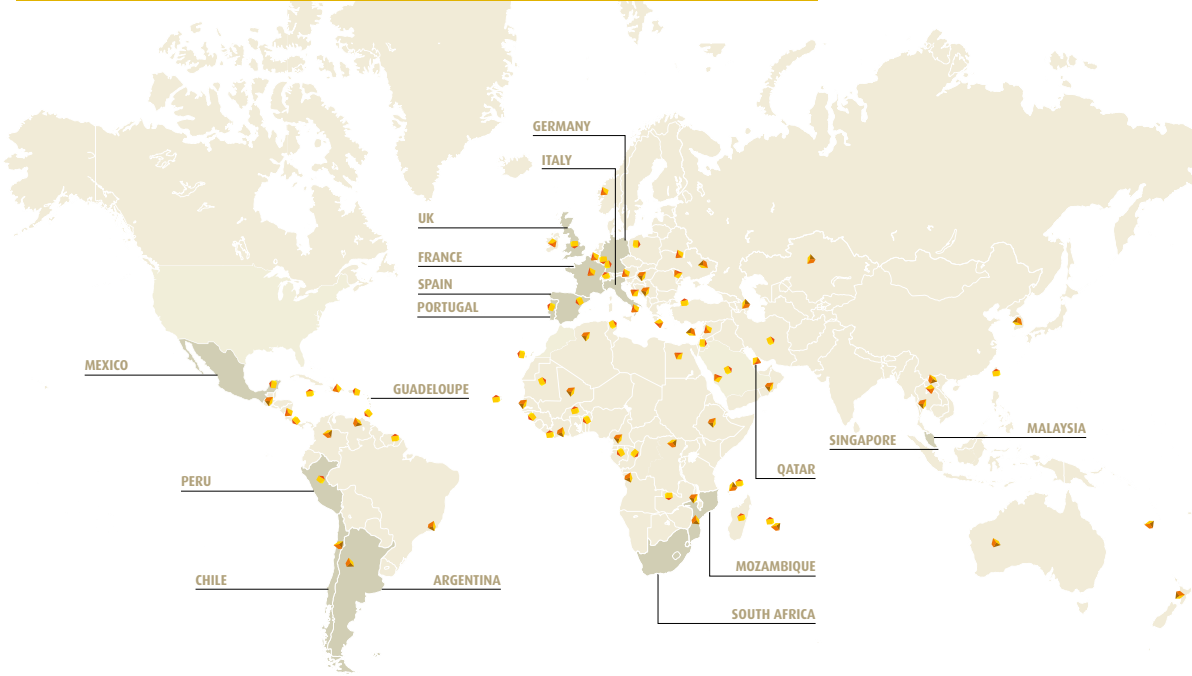 GERMANY
ITALY
UK
FRANCE
SPAIN
PORTUGAL
MEXICO
GUADELOUPE
SINGAPORE
MALAYSIA
QATAR
PERU
MOZAMBIQUE
CHILE
ARGENTINA
SOUTH AFRICA